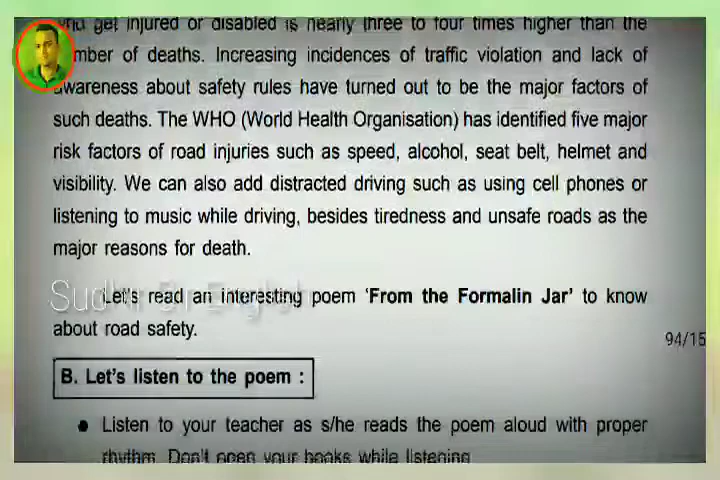 who get injured or disabled is nearly three to four times higher than the
number of deaths. Increasing incidences of traffic violation and lack of
awareness about safety rules have turned out to be the major factors of
such deaths. The WHO (World Health Organisation) has identified five major
risk factors of road injuries such as speed, alcohol, seat belt, helmet and
visibility. We can also add distracted driving such as using cell phones or
listening to music while driving, besides tiredness and unsafe roads as the
major reasons for death.
Let's read an interesting poem 'From the Formalin Jar' to know
about road safety.
94/15
B. Let's listen to the poem :
● Listen to your teacher as s/he reads the poem aloud with proper
rhythm. Don't open your books while listening